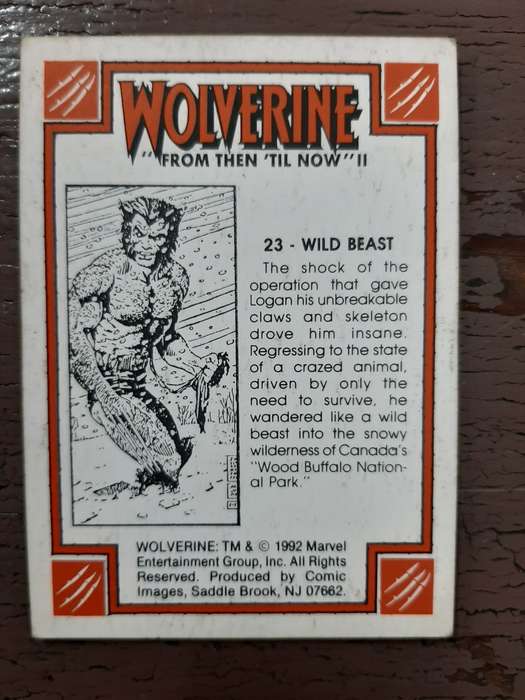 WOLVERINE
"FROM THEN 'TIL NOW" II
23 - WILD BEAST
The shock of the
operation that gave
Logan his unbreakable
claws and skeleton
drove him insane.
Regressing to the state
of a crazed animal,
driven by only the
need to survive, he
wandered like a wild
beast into the snowy
wilderness of Canada's
"Wood Buffalo Nation-
al Park."
WOLVERINE: TM & © 1992 Marvel
Entertainment Group, Inc. All Rights
Reserved. Produced by Comic
Images, Saddle Brook, NJ 07662.